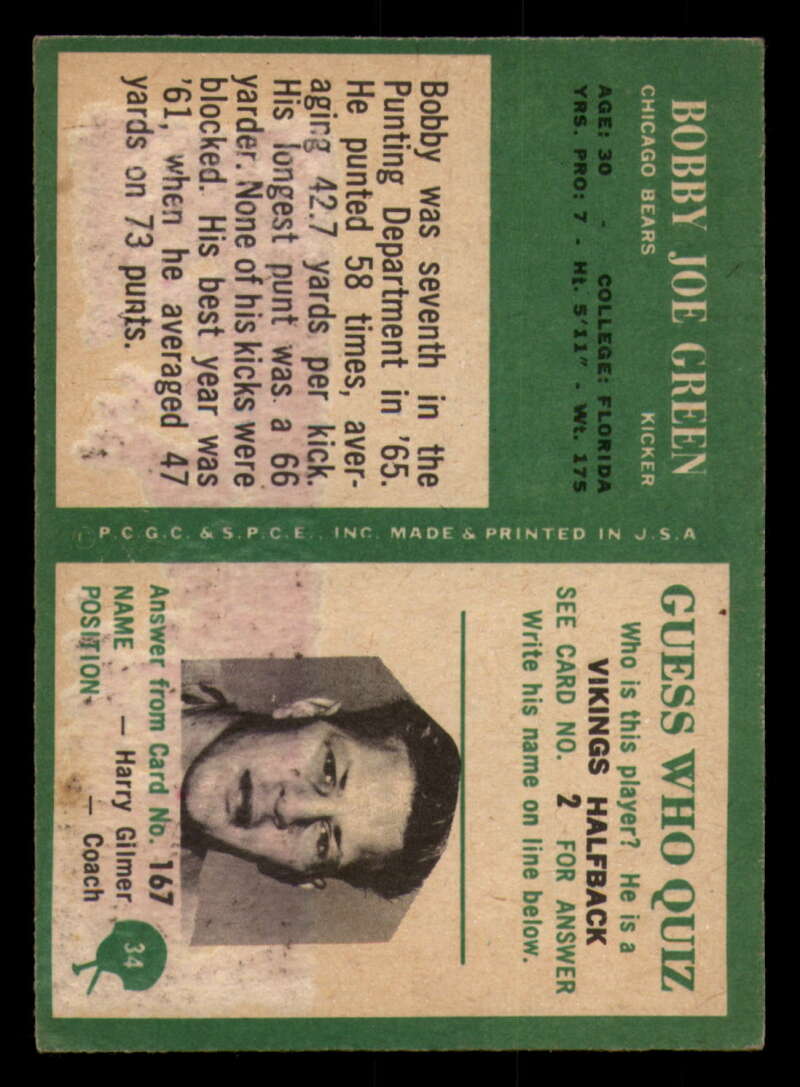 BOBBY JOE GREEN
CHICAGO BEARS KICKER
AGE: 30 - COLLEGE: FLORIDA
YRS. PRO: 7 - Ht. 5'11" - Wt. 175
Bobby was seventh in the
Punting Department in '65.
He punted 58 times, aver-
aging 42.7 yards per kick.
His longest punt was a 66
yarder. None of his kicks were
blocked. His best year was
'61, when he averaged 47
yards on 73 punts.
© P.C.G.C. & S.P.C.E., INC. MADE & PRINTED IN U.S.A
GUESS WHO QUIZ
Who is this player? He is a
VIKINGS HALFBACK
SEE CARD NO. 2 FOR ANSWER
Write his name on line below.
Answer from Card No. 167
NAME — Harry Gilmer
POSITION — Coach
34